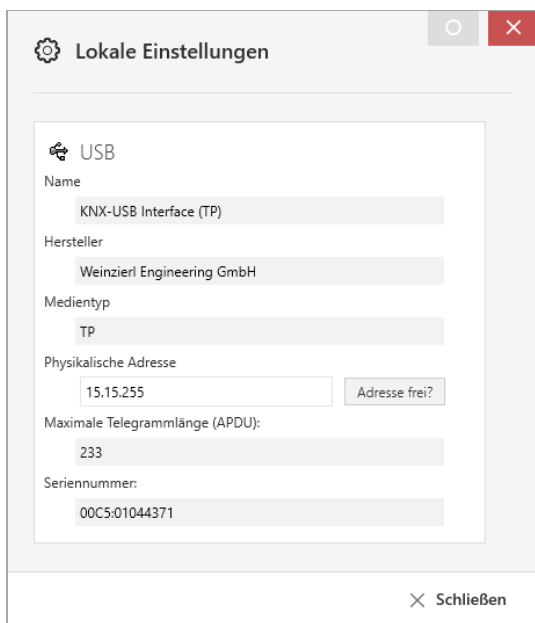 Lokale Einstellungen
USB
Name
KNX-USB Interface (TP)
Hersteller
Weinzierl Engineering GmbH
Medientyp
TP
Physikalische Adresse
15.15.255 Adresse frei?
Maximale Telegrammlänge (APDU):
233
Seriennummer:
00C5:01044371
Schließen